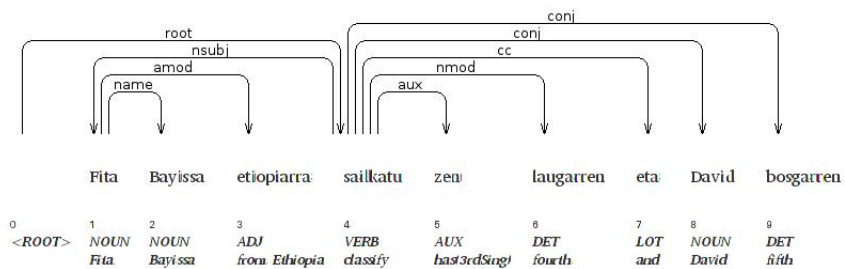 conj
root conj
nsubj cc
amod nmod
name aux
Fita Bayissa etiopiarra sailkatu zen laugarren eta David bosgarren
0 1 2 3 4 5 6 7 8 9
<ROOT> NOUN NOUN ADJ VERB AUX DET LOT NOUN DET
Fita Bayissa from Ethiopia classify has(3rdSing) fourth and David fifth